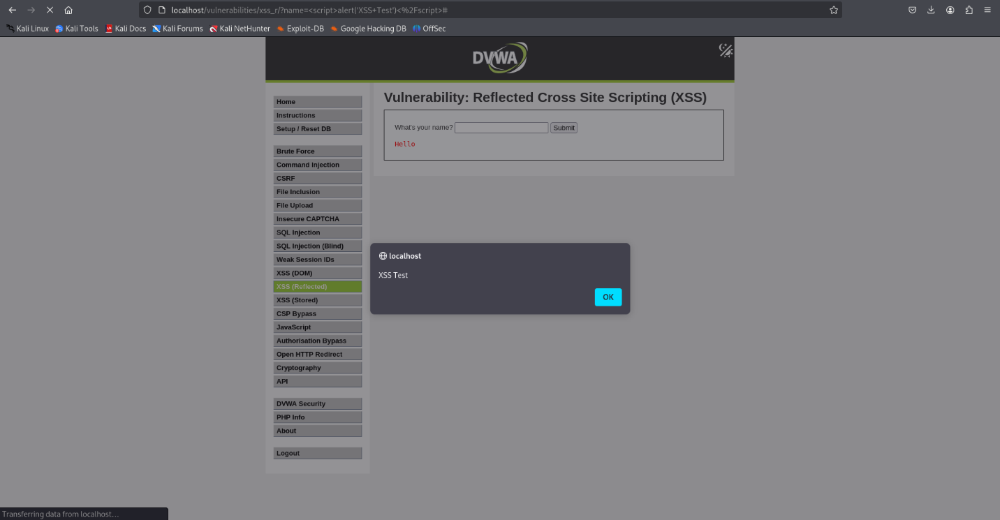 localhost/vulnerabilities/xss_r/?name=<script>alert('XSS+Test')<%2Fscript>#
Kali Linux Kali Tools Kali Docs Kali Forums Kali NetHunter Exploit-DB Google Hacking DB OffSec
DVWA
Vulnerability: Reflected Cross Site Scripting (XSS)
What's your name? Submit
Hello
Home
Instructions
Setup / Reset DB
Brute Force
Command Injection
CSRF
File Inclusion
File Upload
Insecure CAPTCHA
SQL Injection
SQL Injection (Blind)
Weak Session IDs
XSS (DOM)
XSS (Reflected)
XSS (Stored)
CSP Bypass
JavaScript
Authorisation Bypass
Open HTTP Redirect
Cryptography
API
DVWA Security
PHP Info
About
Logout
localhost
XSS Test
OK
Transferring data from localhost…